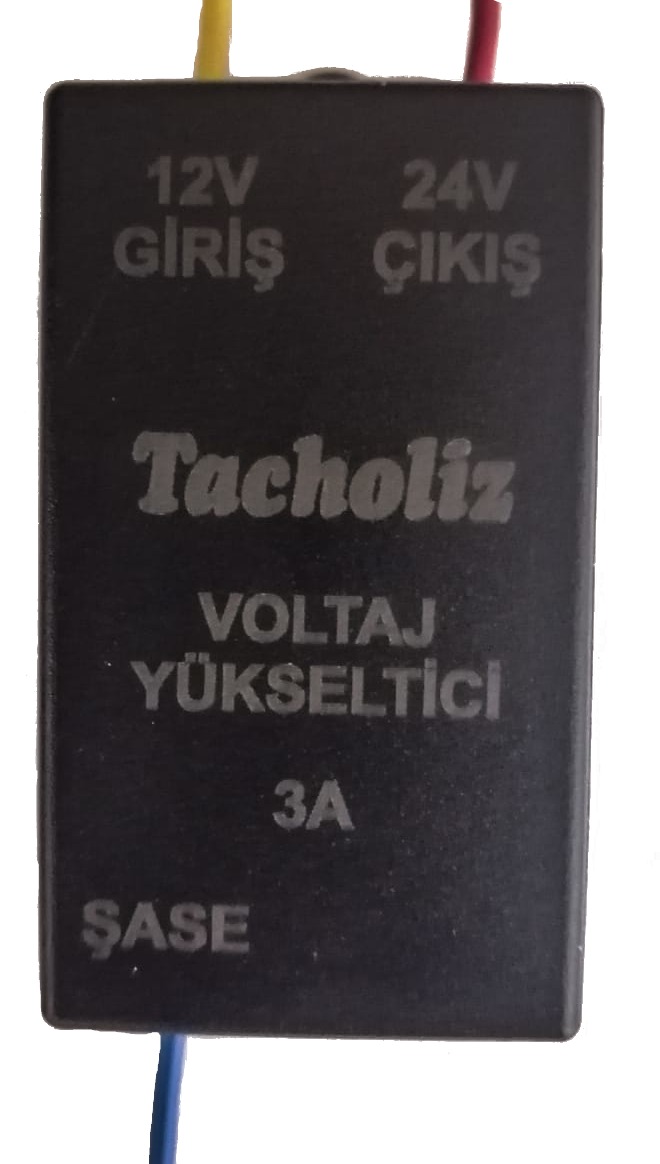 12V 24V
GİRİŞ ÇIKIŞ
Tacholiz
VOLTAJ
YÜKSELTİCİ
3A
ŞASE